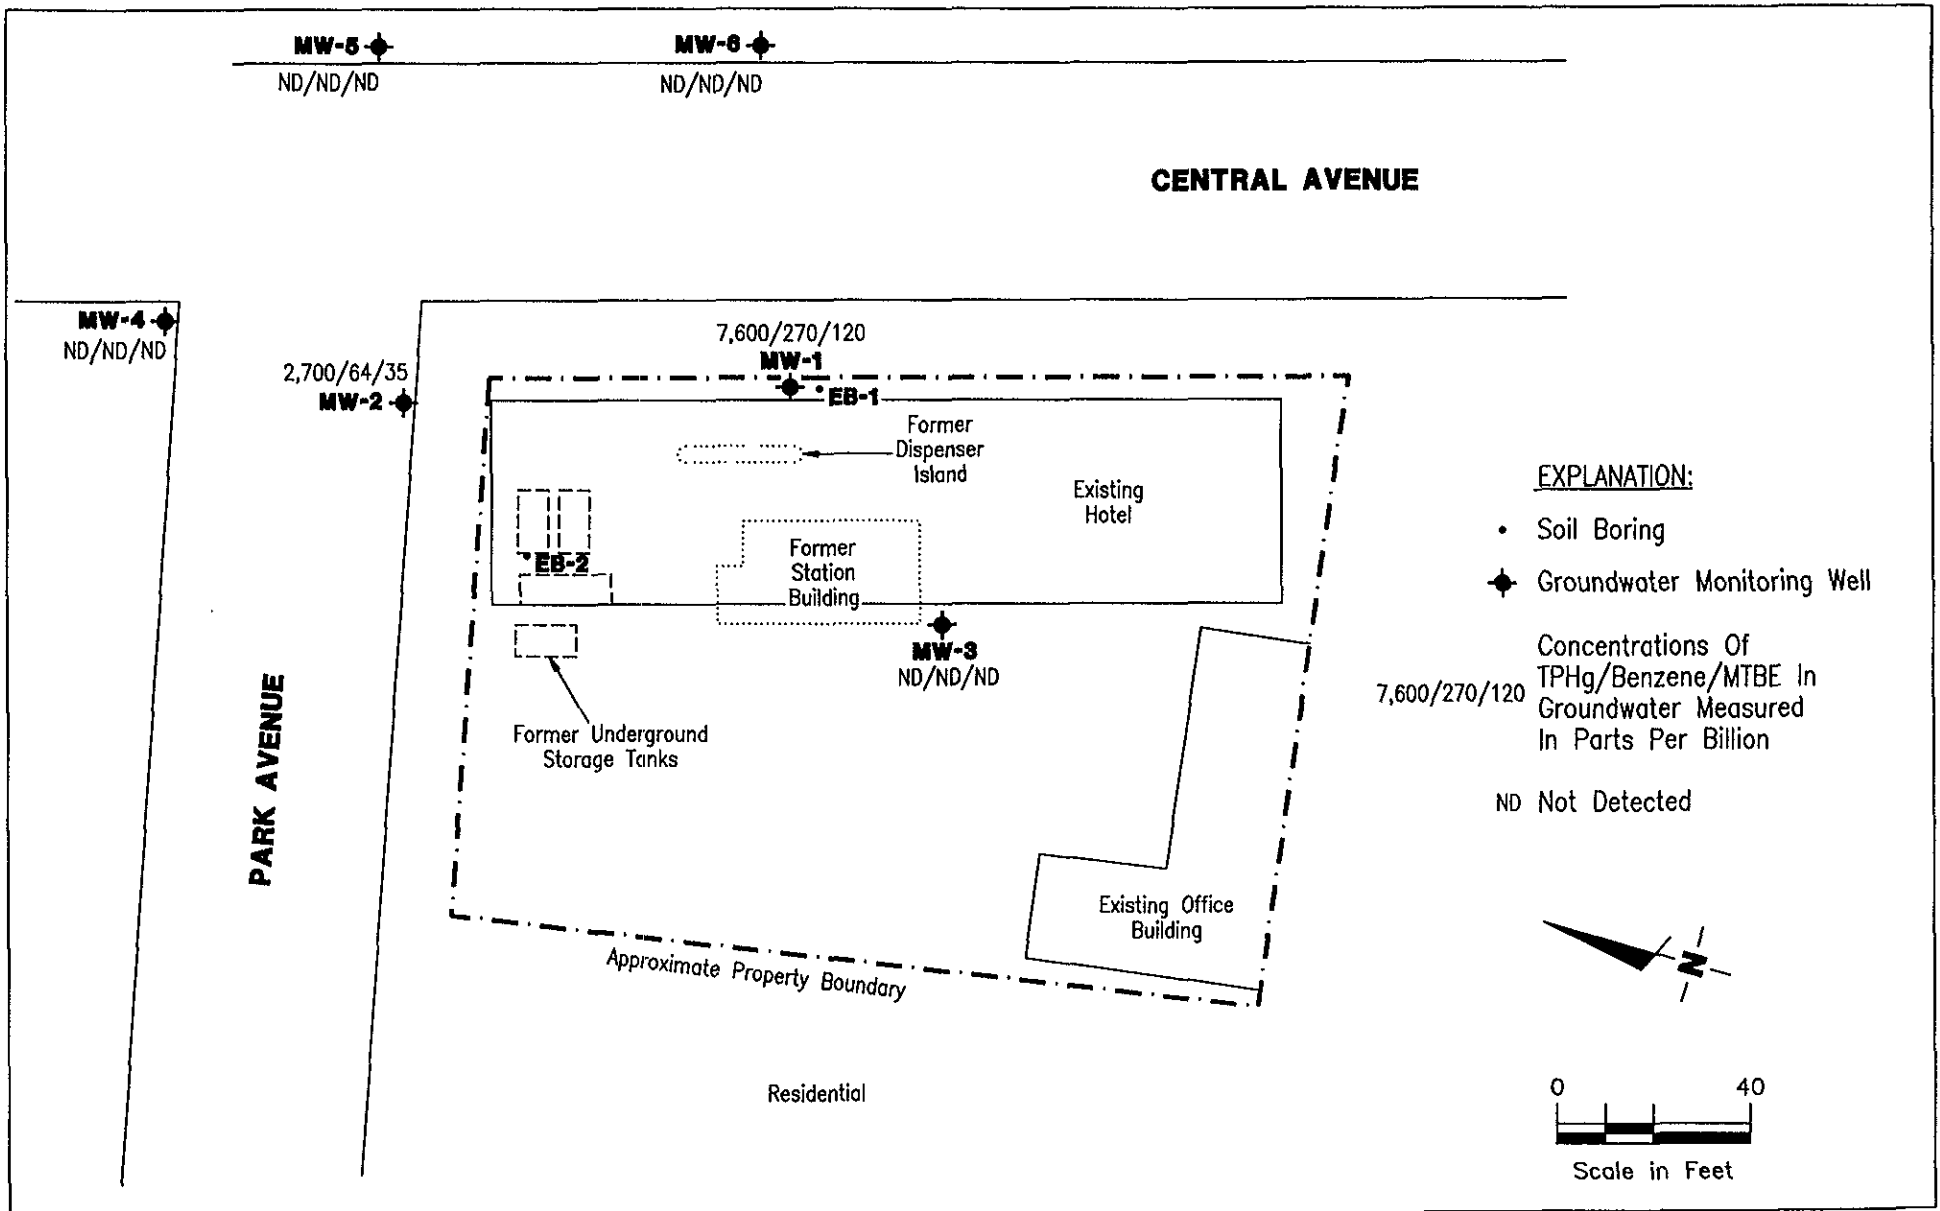 MW-5
ND/ND/ND
MW-6
ND/ND/ND
CENTRAL AVENUE
MW-4
ND/ND/ND
2,700/64/35
MW-2
7,600/270/120
MW-1
EB-1
Former
Dispenser
Island
Existing
Hotel
EB-2
Former
Station
Building
MW-3
ND/ND/ND
Former Underground
Storage Tanks
PARK AVENUE
Existing Office
Building
Approximate Property Boundary
Residential
EXPLANATION:
Soil Boring
Groundwater Monitoring Well
7,600/270/120
Concentrations Of
TPHg/Benzene/MTBE In
Groundwater Measured
In Parts Per Billion
ND Not Detected
N
0 40
Scale in Feet